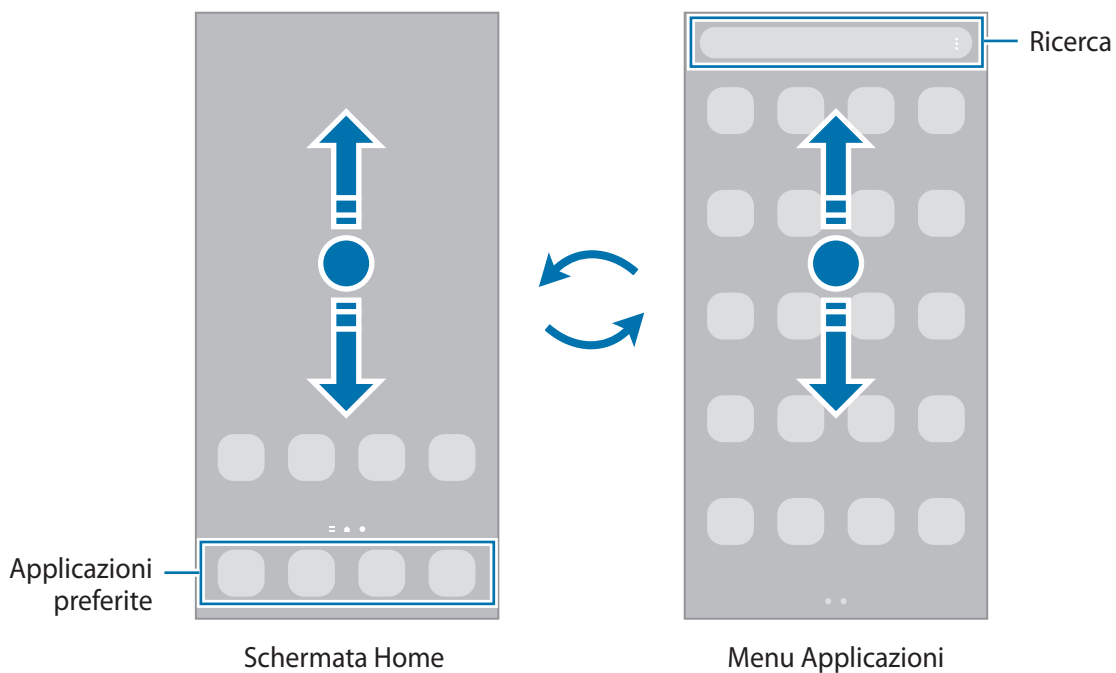 Ricerca
Applicazioni
preferite
Schermata Home
Menu Applicazioni